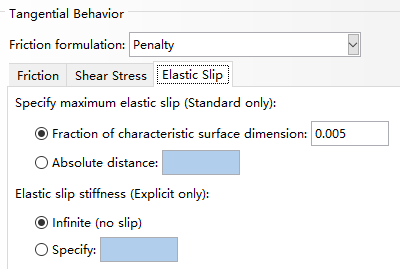 Tangential Behavior
Friction formulation: Penalty
Friction Shear Stress Elastic Slip
Specify maximum elastic slip (Standard only):
Fraction of characteristic surface dimension: 0.005
Absolute distance:
Elastic slip stiffness (Explicit only):
Infinite (no slip)
Specify: